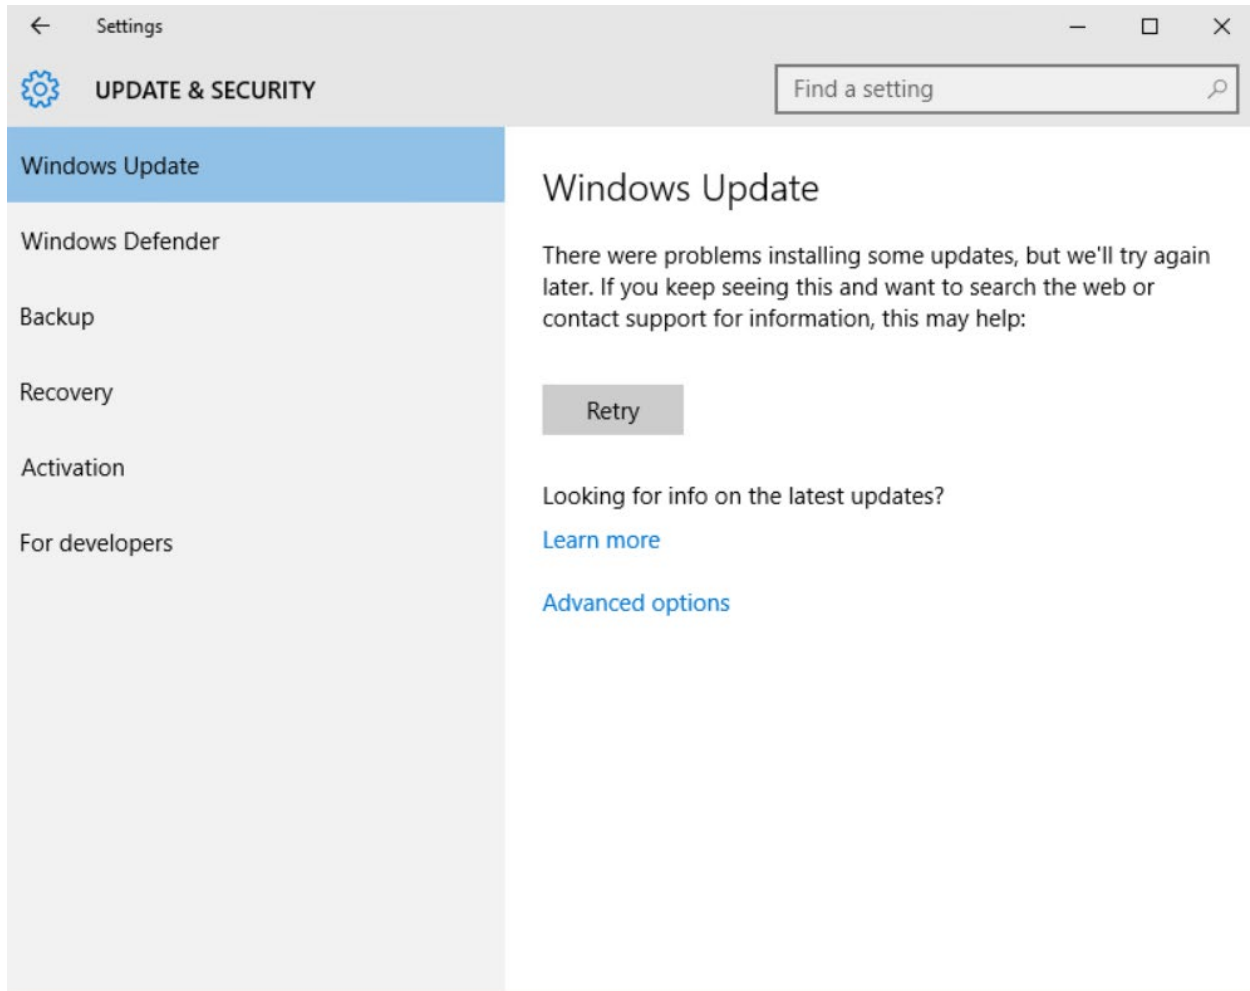 Settings
UPDATE & SECURITY
Find a setting
Windows Update
Windows Defender
Backup
Recovery
Activation
For developers
Windows Update
There were problems installing some updates, but we'll try again
later. If you keep seeing this and want to search the web or
contact support for information, this may help:
Retry
Looking for info on the latest updates?
Learn more
Advanced options